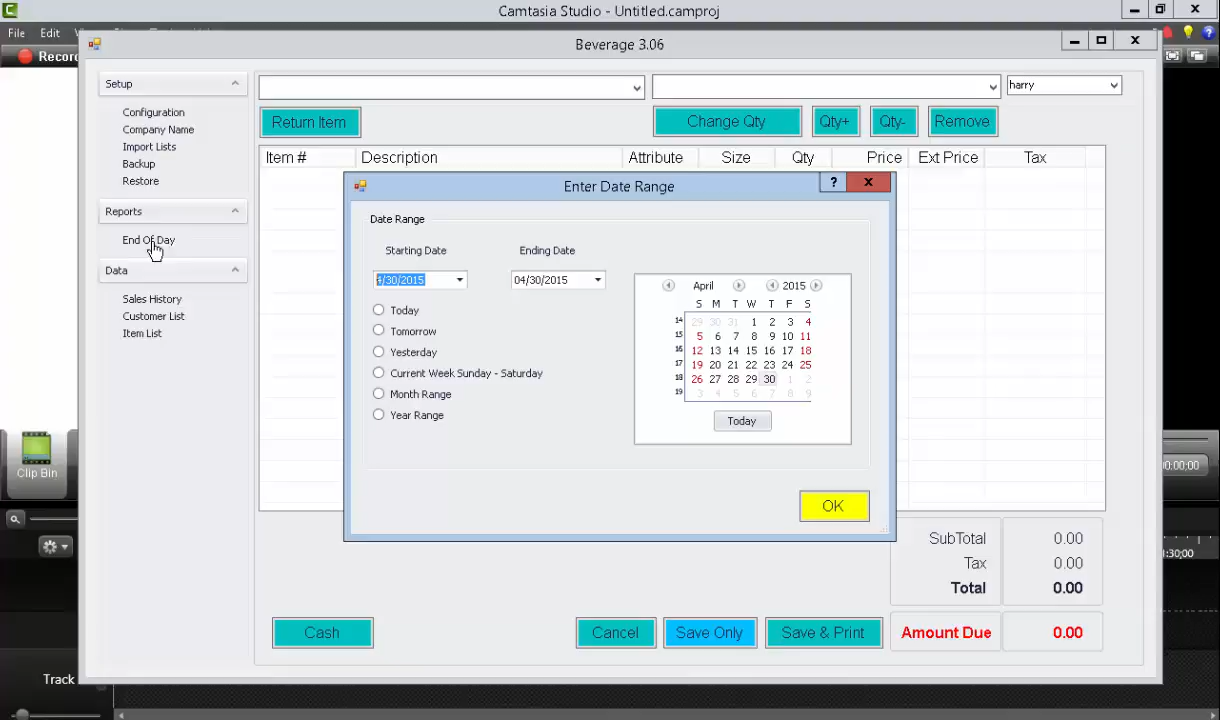 Camtasia Studio - Untitled.camproj
File Edit
Beverage 3.06
Setup
harry
Configuration
Company Name
Import Lists
Backup
Restore
Return Item
Change Qty
Qty+
Qty-
Remove
Item # Description Attribute Size Qty Price Ext Price Tax
Reports
End Of Day
Data
Sales History
Customer List
Item List
Enter Date Range
?
Date Range
Starting Date
Ending Date
/30/2015
04/30/2015
Today
Tomorrow
Yesterday
Current Week Sunday - Saturday
Month Range
Year Range
April 2015
S M T W T F S
14 29 30 31 1 2 3 4
15 5 6 7 8 9 10 11
16 12 13 14 15 16 17 18
17 19 20 21 22 23 24 25
18 26 27 28 29 30 1 2
19 3 4 5 6 7 8 9
Today
OK
Clip Bin
SubTotal 0.00
Tax 0.00
Total 0.00
Amount Due 0.00
Cash
Cancel
Save Only
Save & Print
0:00;00
:30;00
Track